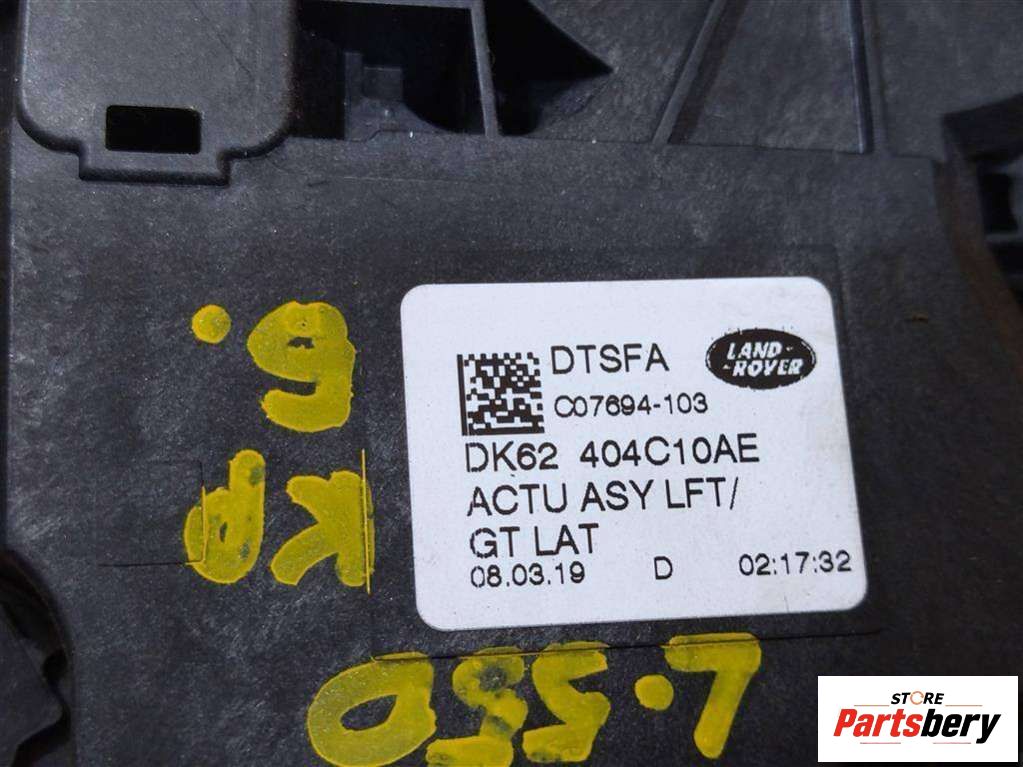 DTSFA
LAND-
-ROVER
C07694-103
DK62 404C10AE
ACTU ASY LFT/
GT LAT
08.03.19 D 02:17:32
L.550
STORE
Partsbery